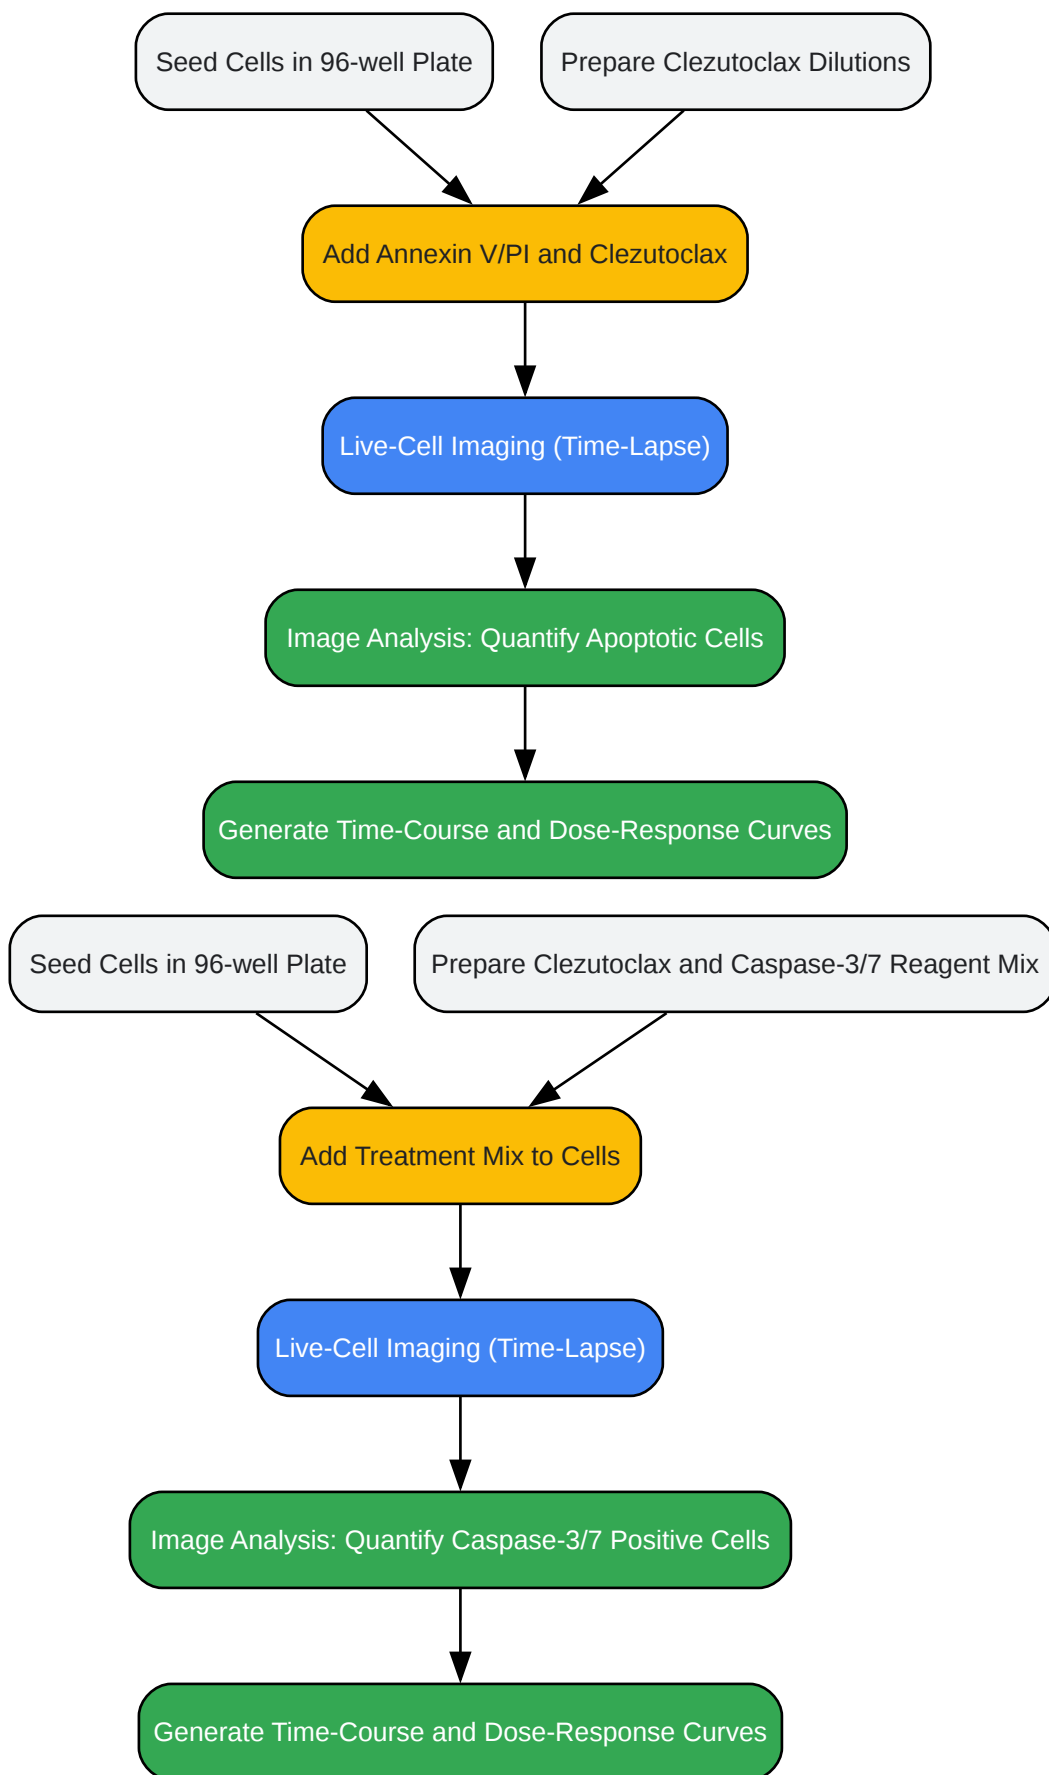 Seed Cells in 96-well Plate
Prepare Clezutoclax Dilutions
Add Annexin V/PI and Clezutoclax
Live-Cell Imaging (Time-Lapse)
Image Analysis: Quantify Apoptotic Cells
Generate Time-Course and Dose-Response Curves
Seed Cells in 96-well Plate
Prepare Clezutoclax and Caspase-3/7 Reagent Mix
Add Treatment Mix to Cells
Live-Cell Imaging (Time-Lapse)
Image Analysis: Quantify Caspase-3/7 Positive Cells
Generate Time-Course and Dose-Response Curves